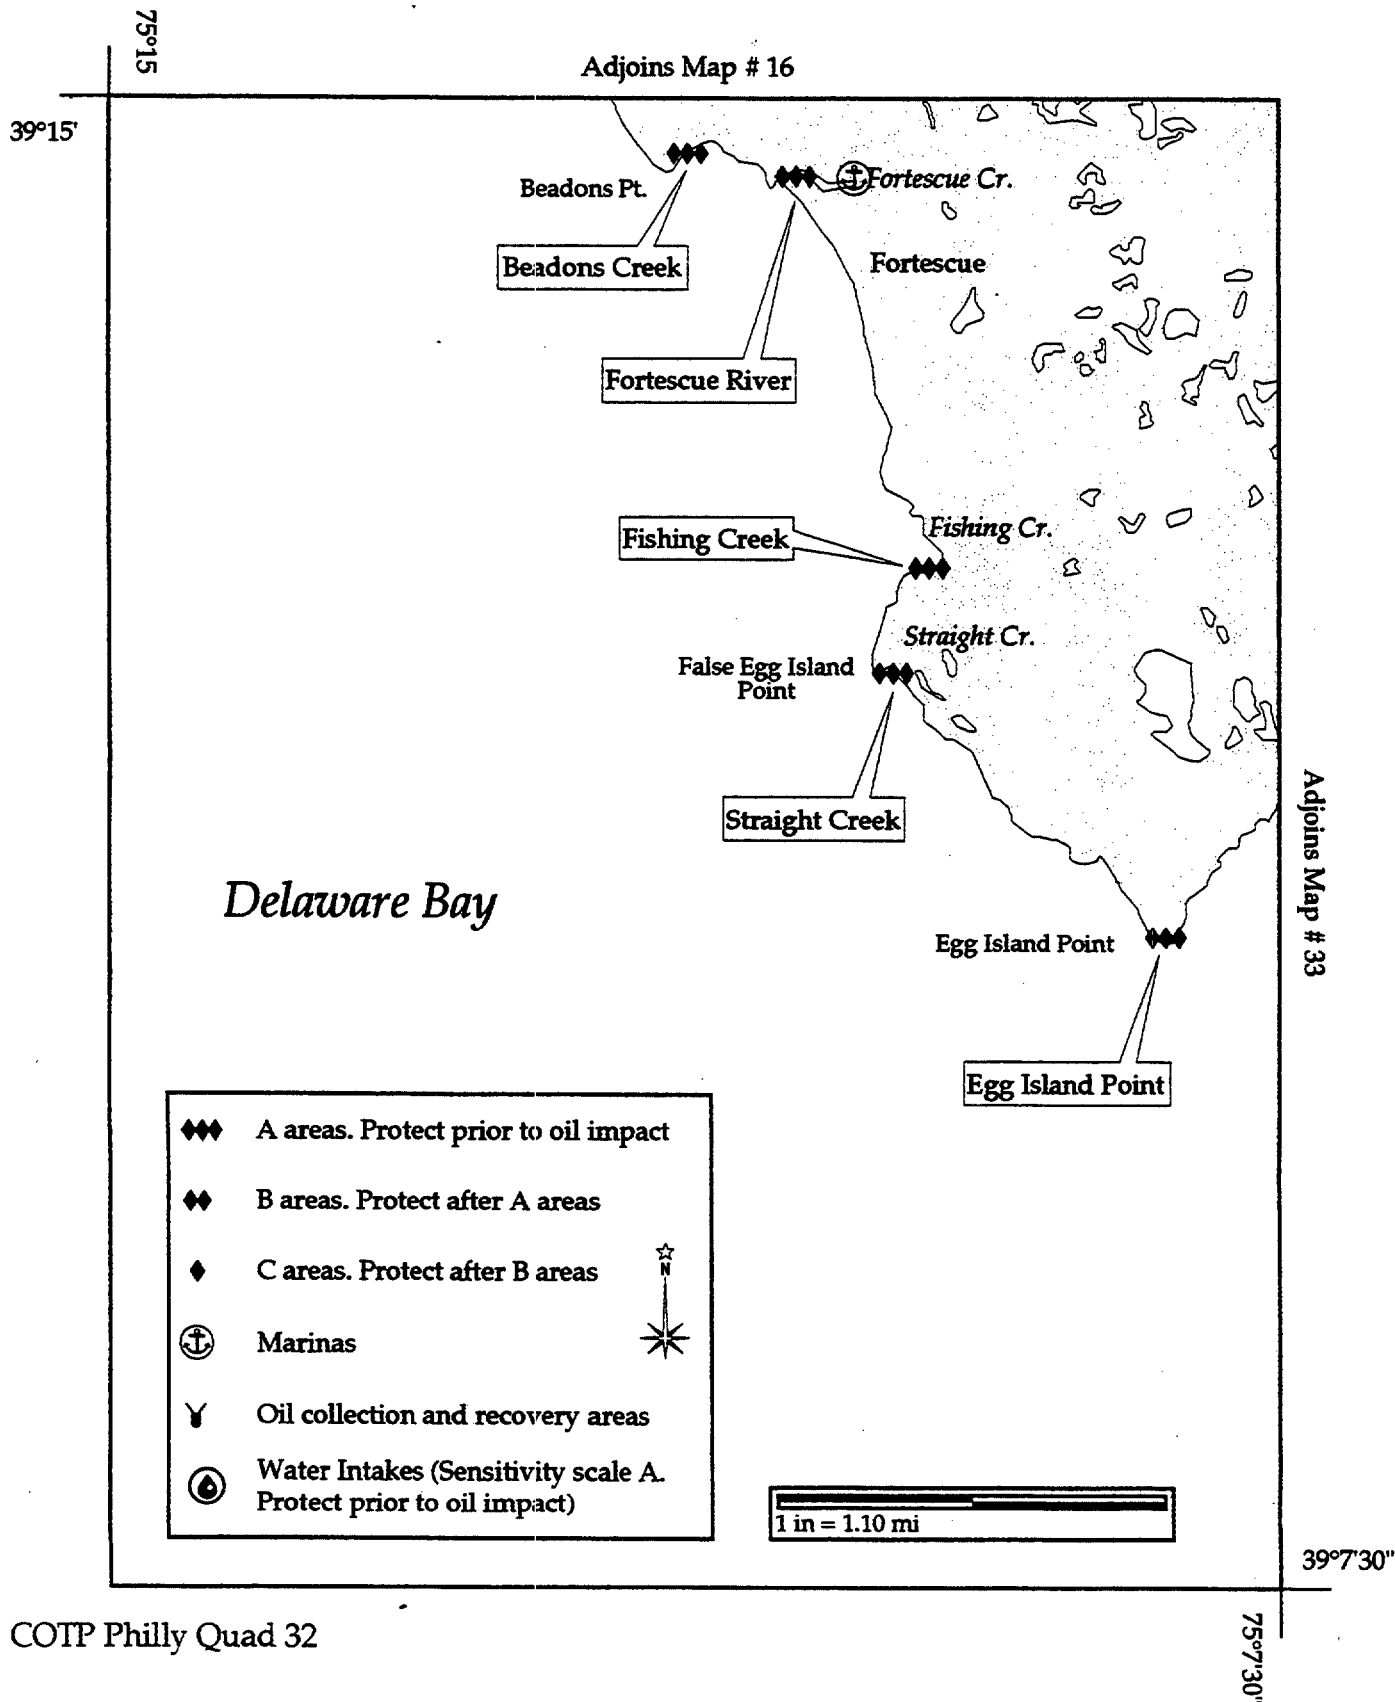 75°15
Adjoins Map # 16
39°15'
Fortescue Cr.
Beadons Pt.
Beadons Creek
Fortescue
Fortescue River
Fishing Cr.
Fishing Creek
Straight Cr.
False Egg Island
Point
Straight Creek
Adjoins Map # 33
Delaware Bay
Egg Island Point
Egg Island Point
A areas. Protect prior to oil impact
B areas. Protect after A areas
C areas. Protect after B areas
N
Marinas
Oil collection and recovery areas
Water Intakes (Sensitivity scale A.
Protect prior to oil impact)
1 in = 1.10 mi
39°7'30"
COTP Philly Quad 32
75°7'30"